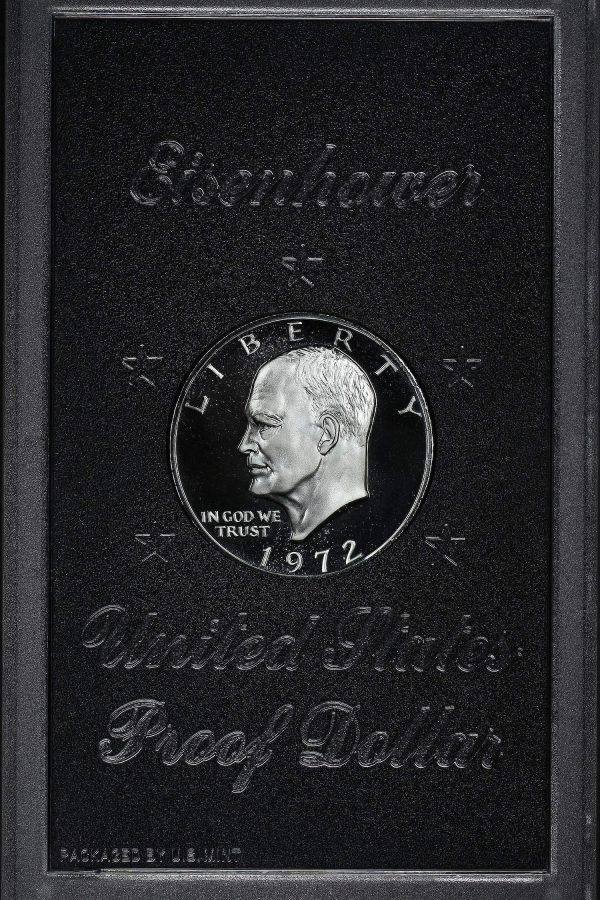 Eisenhower
LIBERTY
IN GOD WE
TRUST
1972
United States
Proof Dollar
PACKAGED BY U.S. MINT